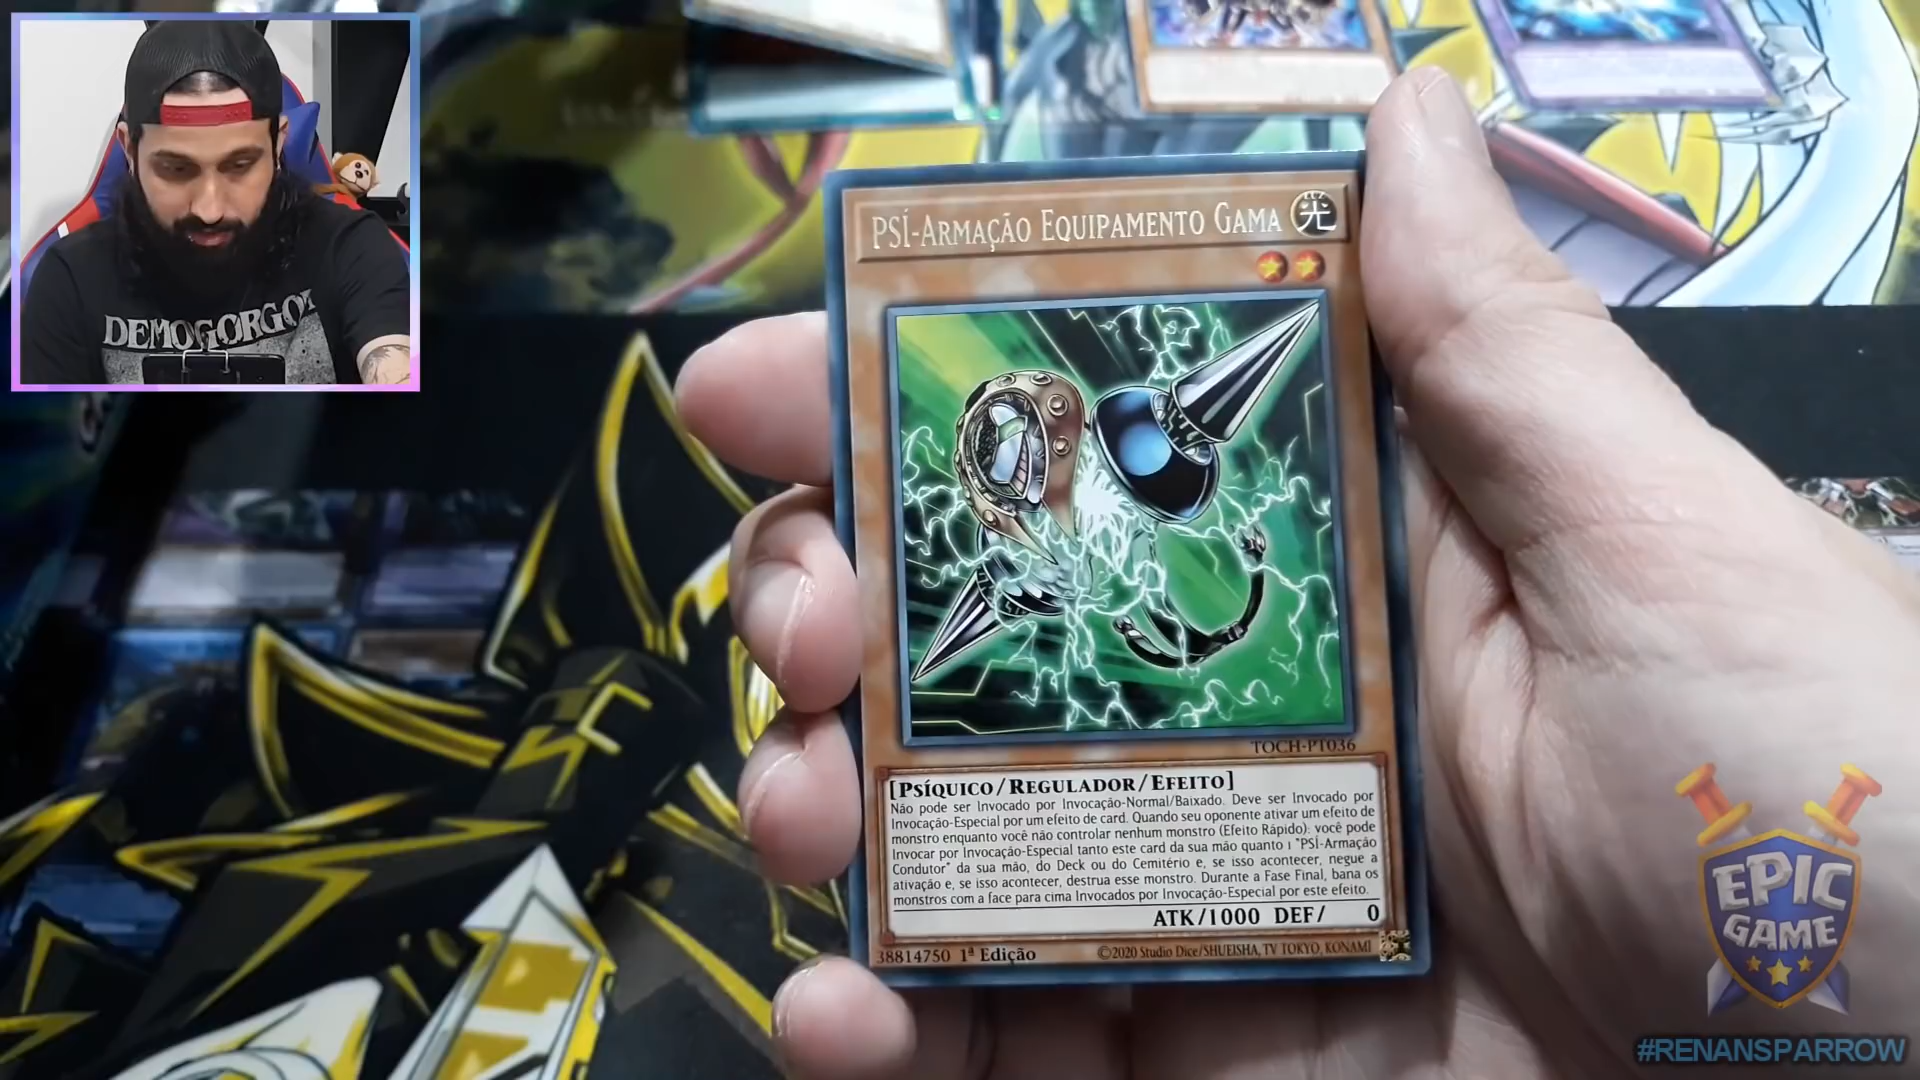 DEMOGORGO
PSÍ-Armação Equipamento Gama
光
TOCH-PT036
[Psíquico/Regulador/Efeito]
Não pode ser Invocado por Invocação-Normal/Baixado. Deve ser Invocado por
Invocação-Especial por um efeito de card. Quando seu oponente ativar um efeito de
monstro enquanto você não controlar nenhum monstro (Efeito Rápido): você pode
Invocar por Invocação-Especial tanto este card da sua mão quanto 1 "PSÍ-Armação
Condutor" da sua mão, do Deck ou do Cemitério e, se isso acontecer, negue a
ativação e, se isso acontecer, destrua esse monstro. Durante a Fase Final, bana os
monstros com a face para cima Invocados por Invocação-Especial por este efeito.
ATK/1000 DEF/ 0
38814750 1ª Edição
©2020 Studio Dice/SHUEISHA, TV TOKYO, KONAMI
EPIC
GAME
#RENANSPARROW